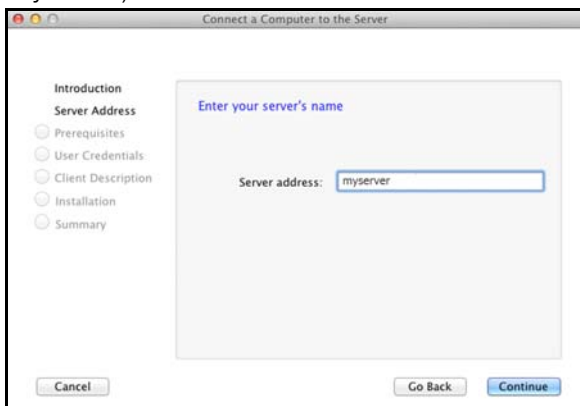 Connect a Computer to the Server
Introduction
Server Address
Prerequisites
User Credentials
Client Description
Installation
Summary
Enter your server's name
Server address: myserver
Cancel
Go Back
Continue